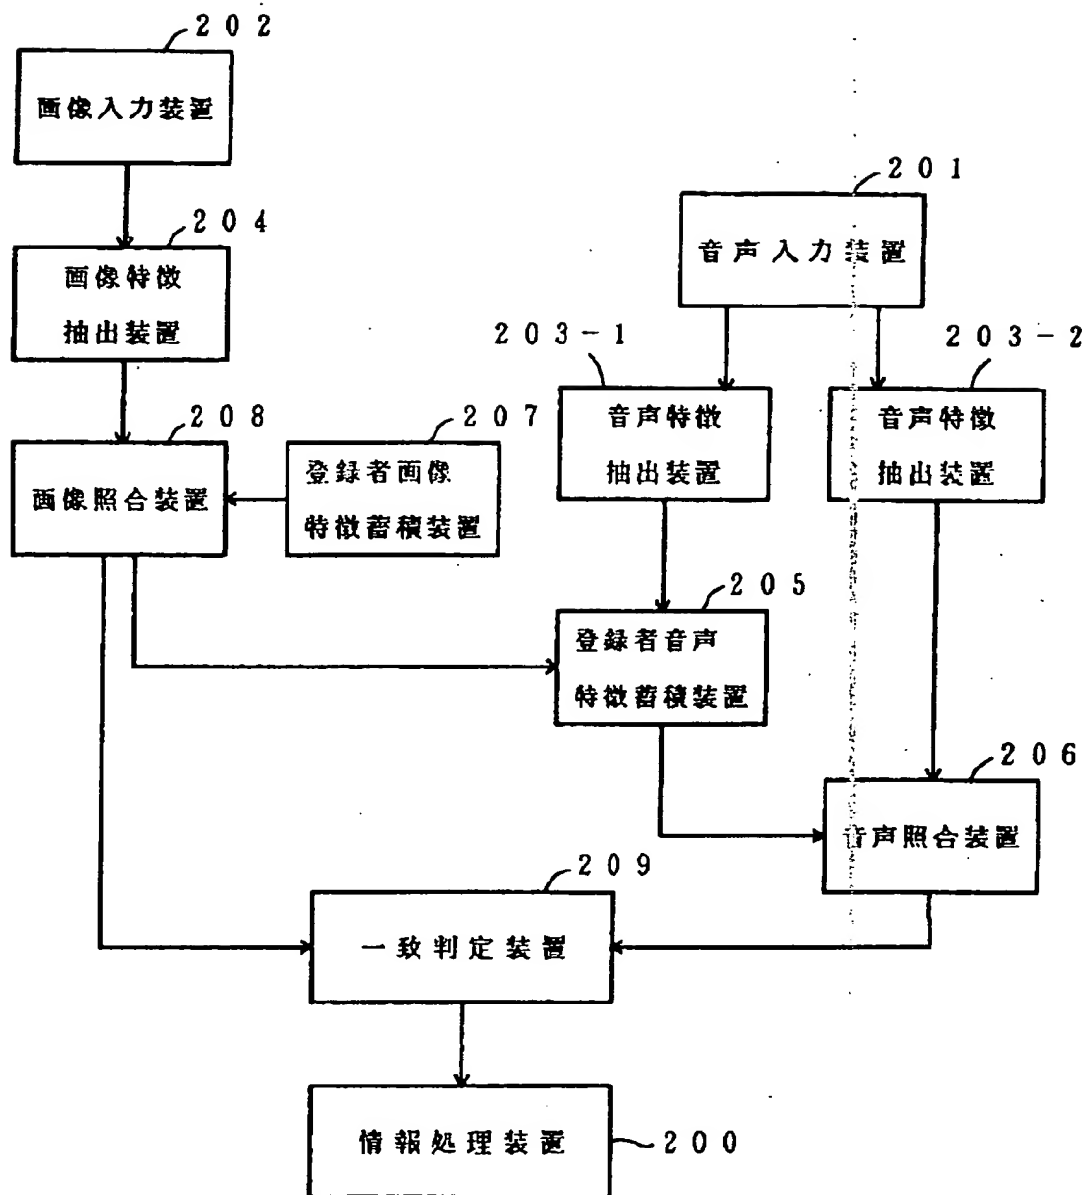 202
画像入力装置
201
音声入力装置
204
画像特徴
抽出装置
203-1
203-2
音声特徴
抽出装置
音声特徴
抽出装置
208
画像照合装置
207
登録者画像
特徴蓄積装置
205
登録者音声
特徴蓄積装置
206
音声照合装置
209
一致判定装置
情報処理装置
200